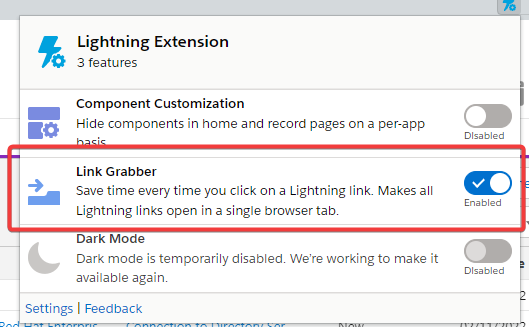 Lightning Extension
3 features
Component Customization
Hide components in home and record pages on a per-app
basis.
DIsabled
Link Grabber
Save time every time you click on a Lightning link. Makes all
Lightning links open in a single browser tab.
Enabled
Dark Mode
Dark mode is temporarily disabled. We're working to make it
available again.
DIsabled
Settings | Feedback